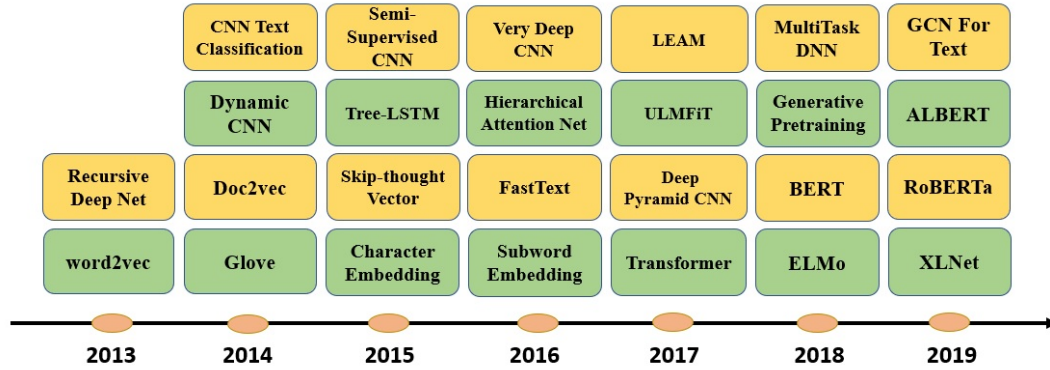 CNN Text
Classification
Semi-
Supervised
CNN
Very Deep
CNN
LEAM
MultiTask
DNN
GCN For
Text
Dynamic
CNN
Tree-LSTM
Hierarchical
Attention Net
ULMFiT
Generative
Pretraining
ALBERT
Recursive
Deep Net
Doc2vec
Skip-thought
Vector
FastText
Deep
Pyramid CNN
BERT
RoBERTa
word2vec
Glove
Character
Embedding
Subword
Embedding
Transformer
ELMo
XLNet
2013
2014
2015
2016
2017
2018
2019